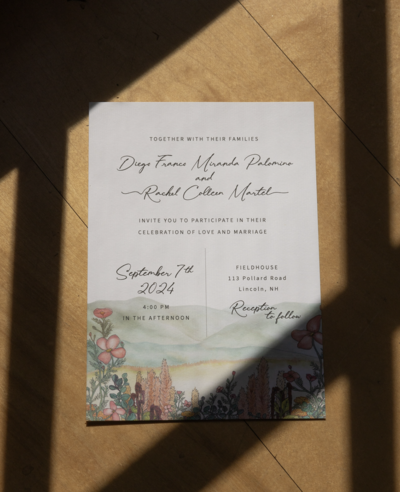 TOGETHER WITH THEIR FAMILIES
Diego Franco Miranda Palomino
and
Rachel Colleen Martel
INVITE YOU TO PARTICIPATE IN THEIR
CELEBRATION OF LOVE AND MARRIAGE
September 7th
2024
4:00 PM
IN THE AFTERNOON
FIELDHOUSE
113 Pollard Road
Lincoln, NH
Reception
to follow